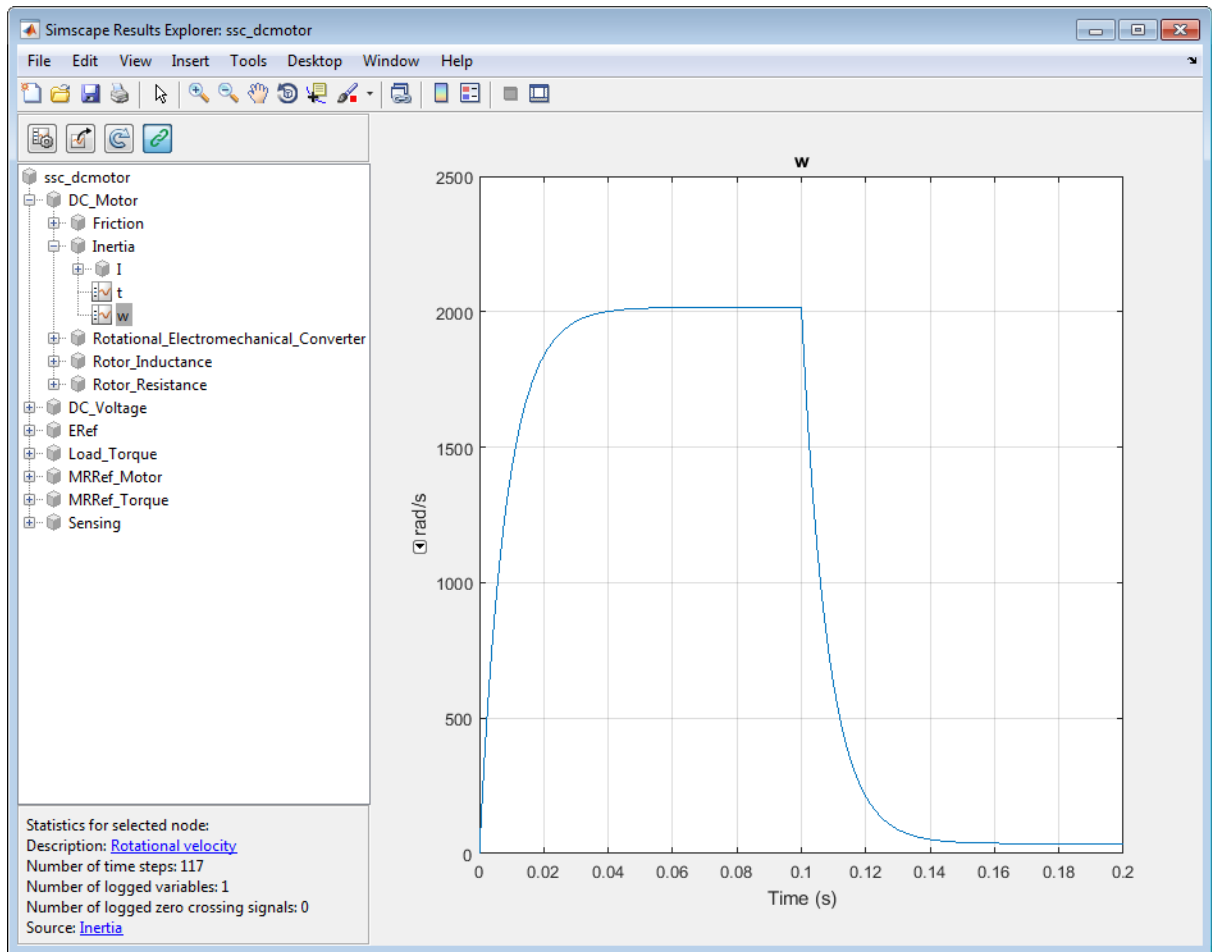 Simscape Results Explorer: ssc_dcmotor
File Edit View Insert Tools Desktop Window Help
ssc_dcmotor
DC_Motor
Friction
Inertia
I
t
w
Rotational_Electromechanical_Converter
Rotor_Inductance
Rotor_Resistance
DC_Voltage
ERef
Load_Torque
MRRef_Motor
MRRef_Torque
Sensing
Statistics for selected node:
Description: Rotational velocity
Number of time steps: 117
Number of logged variables: 1
Number of logged zero crossing signals: 0
Source: Inertia
w
2500
2000
1500
1000
500
0
rad/s
0 0.02 0.04 0.06 0.08 0.1 0.12 0.14 0.16 0.18 0.2
Time (s)